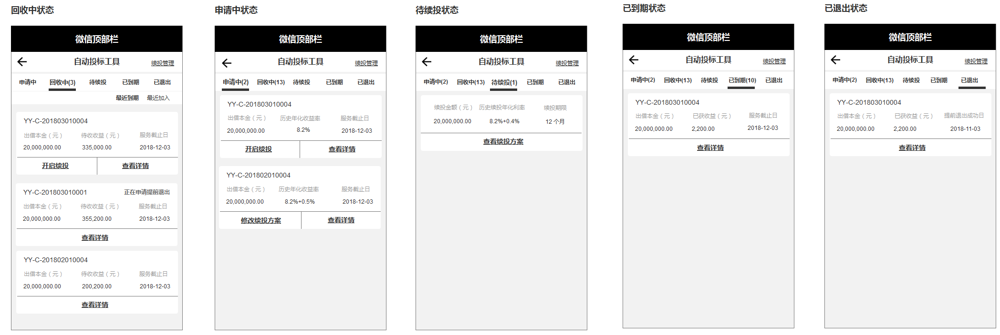 回收中状态
微信顶部栏
自动投标工具 续投管理
申请中 回收中(3) 待续投 已到期 已退出
最近到期 最近加入
YY-C-201803010004
出借本金（元） 待收收益（元） 服务截止日
20,000,000.00 335,000.00 2018-12-03
开启续投 查看详情
YY-C-201803010001 正在申请提前退出
出借本金（元） 待收收益（元） 服务截止日
20,000,000.00 355,200.00 2018-12-03
查看详情
YY-C-201802010004
出借本金（元） 待收收益（元） 服务截止日
20,000,000.00 200,200.00 2018-12-03
查看详情
申请中状态
微信顶部栏
自动投标工具 续投管理
申请中(2) 回收中(13) 待续投 已到期 已退出
YY-C-201803010004
出借本金（元） 历史年化收益率 服务截止日
20,000,000.00 8.2% 2018-12-03
开启续投 查看详情
YY-C-201802010004
出借本金（元） 历史年化收益率 服务截止日
20,000,000.00 8.2%+0.5% 2018-12-03
修改续投方案 查看详情
待续投状态
微信顶部栏
自动投标工具 续投管理
申请中(2) 回收中(13) 待续投(1) 已到期 已退出
续投金额（元） 历史续投年化利率 续投期限
20,000,000.00 8.2%+0.4% 12 个月
查看续投方案
已到期状态
微信顶部栏
自动投标工具 续投管理
申请中(2) 回收中(13) 待续投 已到期(10) 已退出
YY-C-201803010004
出借本金（元） 已获收益（元） 服务截止日
20,000,000.00 2,200.00 2018-12-03
查看详情
已退出状态
微信顶部栏
自动投标工具 续投管理
申请中(2) 回收中(13) 待续投 已到期 已退出
YY-C-201803010004
出借本金（元） 已获收益（元） 提前退出成功日
20,000,000.00 2,200.00 2018-11-03
查看详情